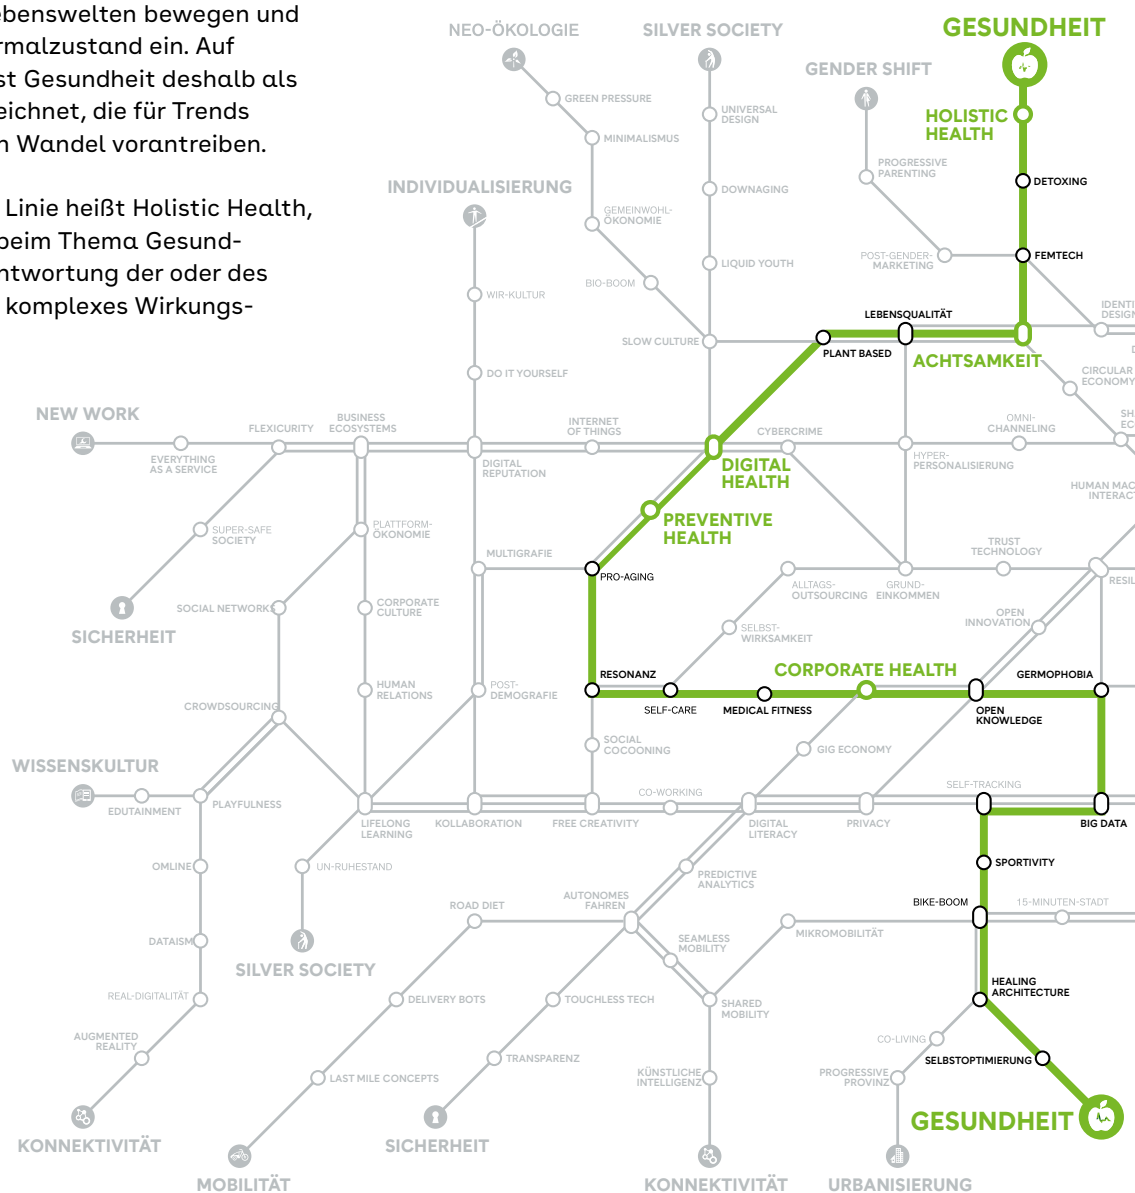 ebenswelten bewegen und
rmalzustand ein. Auf
st Gesundheit deshalb als
eichnet, die für Trends
n Wandel vorantreiben.
Linie heißt Holistic Health,
beim Thema Gesund-
ntwortung der oder des
komplexes Wirkungs-
NEO-ÖKOLOGIE
SILVER SOCIETY
GESUNDHEIT
GENDER SHIFT
GREEN PRESSURE
UNIVERSAL
DESIGN
HOLISTIC
HEALTH
MINIMALISMUS
PROGRESSIVE
PARENTING
DETOXING
INDIVIDUALISIERUNG
DOWNAGING
GEMEINWOHL-
ÖKONOMIE
POST-GENDER-
MARKETING
FEMTECH
LIQUID YOUTH
BIO-BOOM
WIR-KULTUR
LEBENSQUALITÄT
IDENTI
DESIGN
SLOW CULTURE
PLANT BASED
ACHTSAMKEIT
D
DO IT YOURSELF
CIRCULAR
ECONOMY
NEW WORK
FLEXICURITY
BUSINESS
ECOSYSTEMS
INTERNET
OF THINGS
CYBERCRIME
OMNI-
CHANNELING
SH
ECO
EVERYTHING
AS A SERVICE
DIGITAL
REPUTATION
DIGITAL
HEALTH
HYPER-
PERSONALISIERUNG
HUMAN MAC
INTERACT
SUPER-SAFE
SOCIETY
PLATTFORM-
ÖKONOMIE
PREVENTIVE
HEALTH
MULTIGRAFIE
TRUST
TECHNOLOGY
PRO-AGING
ALLTAGS-
OUTSOURCING
GRUND-
EINKOMMEN
RESIL
SOCIAL NETWORKS
CORPORATE
CULTURE
OPEN
INNOVATION
SICHERHEIT
SELBST-
WIRKSAMKEIT
HUMAN
RELATIONS
POST-
DEMOGRAFIE
RESONANZ
CORPORATE HEALTH
GERMOPHOBIA
CROWDSOURCING
SELF-CARE
MEDICAL FITNESS
OPEN
KNOWLEDGE
SOCIAL
COCOONING
GIG ECONOMY
WISSENSKULTUR
CO-WORKING
SELF-TRACKING
EDUTAINMENT
PLAYFULNESS
LIFELONG
LEARNING
KOLLABORATION
FREE CREATIVITY
DIGITAL
LITERACY
PRIVACY
BIG DATA
OMLINE
UN-RUHESTAND
PREDICTIVE
ANALYTICS
SPORTIVITY
ROAD DIET
AUTONOMES
FAHREN
BIKE-BOOM
15-MINUTEN-STADT
DATAISM
SEAMLESS
MOBILITY
MIKROMOBILITÄT
SILVER SOCIETY
REAL-DIGITALITÄT
DELIVERY BOTS
TOUCHLESS TECH
SHARED
MOBILITY
HEALING
ARCHITECTURE
AUGMENTED
REALITY
CO-LIVING
TRANSPARENZ
SELBSTOPTIMIERUNG
LAST MILE CONCEPTS
KÜNSTLICHE
INTELLIGENZ
PROGRESSIVE
PROVINZ
KONNEKTIVITÄT
SICHERHEIT
GESUNDHEIT
MOBILITÄT
KONNEKTIVITÄT
URBANISIERUNG